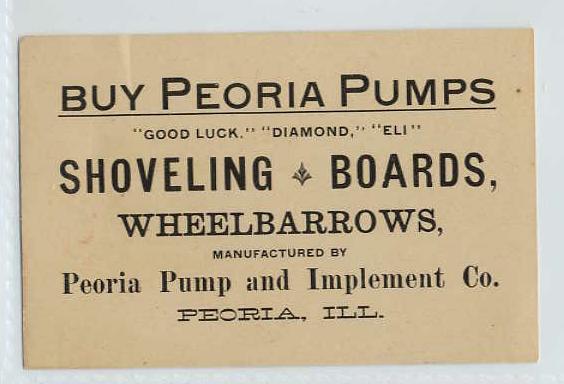 BUY PEORIA PUMPS
"GOOD LUCK." "DIAMOND," "ELI"
SHOVELING BOARDS,
WHEELBARROWS,
MANUFACTURED BY
Peoria Pump and Implement Co.
PEORIA, ILL.